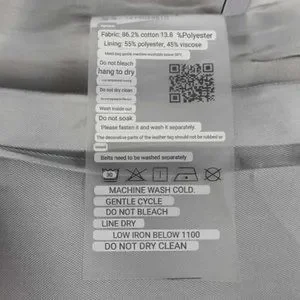 Fabric: 86.2% cotton 13.8 %Polyester
Lining: 55% polyester, 45% viscose
Do not bleach
hang to dry
Do not dry clean
Wash inside out
Do not soak
Please fasten it and wash it separately.
The decorative parts of the leather tag should not be rubbed or
Belts need to be washed separately
30
MACHINE WASH COLD.
GENTLE CYCLE
DO NOT BLEACH
LINE DRY
LOW IRON BELOW 1100
DO NOT DRY CLEAN